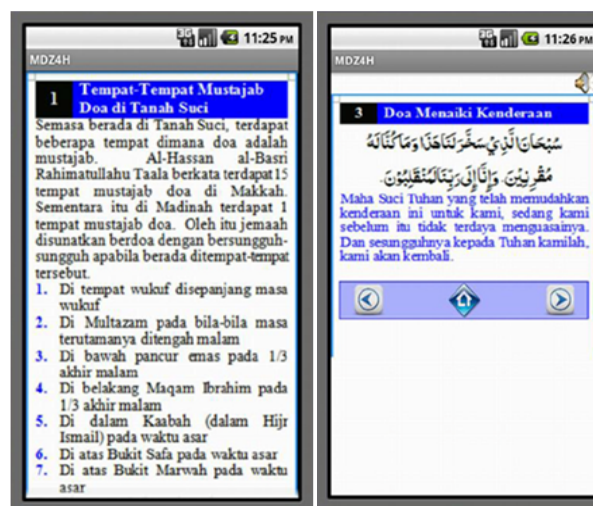 3G 11:25 PM
MDZ4H
1 Tempat-Tempat Mustajab
Doa di Tanah Suci
Semasa berada di Tanah Suci, terdapat
beberapa tempat dimana doa adalah
mustajab. Al-Hassan al-Basri
Rahimatullahu Taala berkata terdapat 15
tempat mustajab doa di Makkah.
Sementara itu di Madinah terdapat 1
tempat mustajab doa. Oleh itu jemaah
disunatkan berdoa dengan bersungguh-
sungguh apabila berada ditempat-tempat
tersebut.
1. Di tempat wukuf disepanjang masa
wukuf
2. Di Multazam pada bila-bila masa
terutamanya ditengah malam
3. Di bawah pancur emas pada 1/3
akhir malam
4. Di belakang Maqam Ibrahim pada
1/3 akhir malam
5. Di dalam Kaabah (dalam Hijr
Ismail) pada waktu asar
6. Di atas Bukit Safa pada waktu asar
7. Di atas Bukit Marwah pada waktu
asar
3G 11:26 PM
MDZ4H
3 Doa Menaiki Kenderaan
سُبْحَانَ الَّذِيْ سَخَّرَ لَنَا هَذَا وَمَا كُنَّا لَهُ
مُقْرِنِيْنَ. وَإِنَّا إِلَى رَبِّنَا لَمُنْقَلِبُوْنَ.
Maha Suci Tuhan yang telah memudahkan
kenderaan ini untuk kami, sedang kami
sebelum itu tidak terdaya menguasainya.
Dan sesungguhnya kepada Tuhan kamilah,
kami akan kembali.